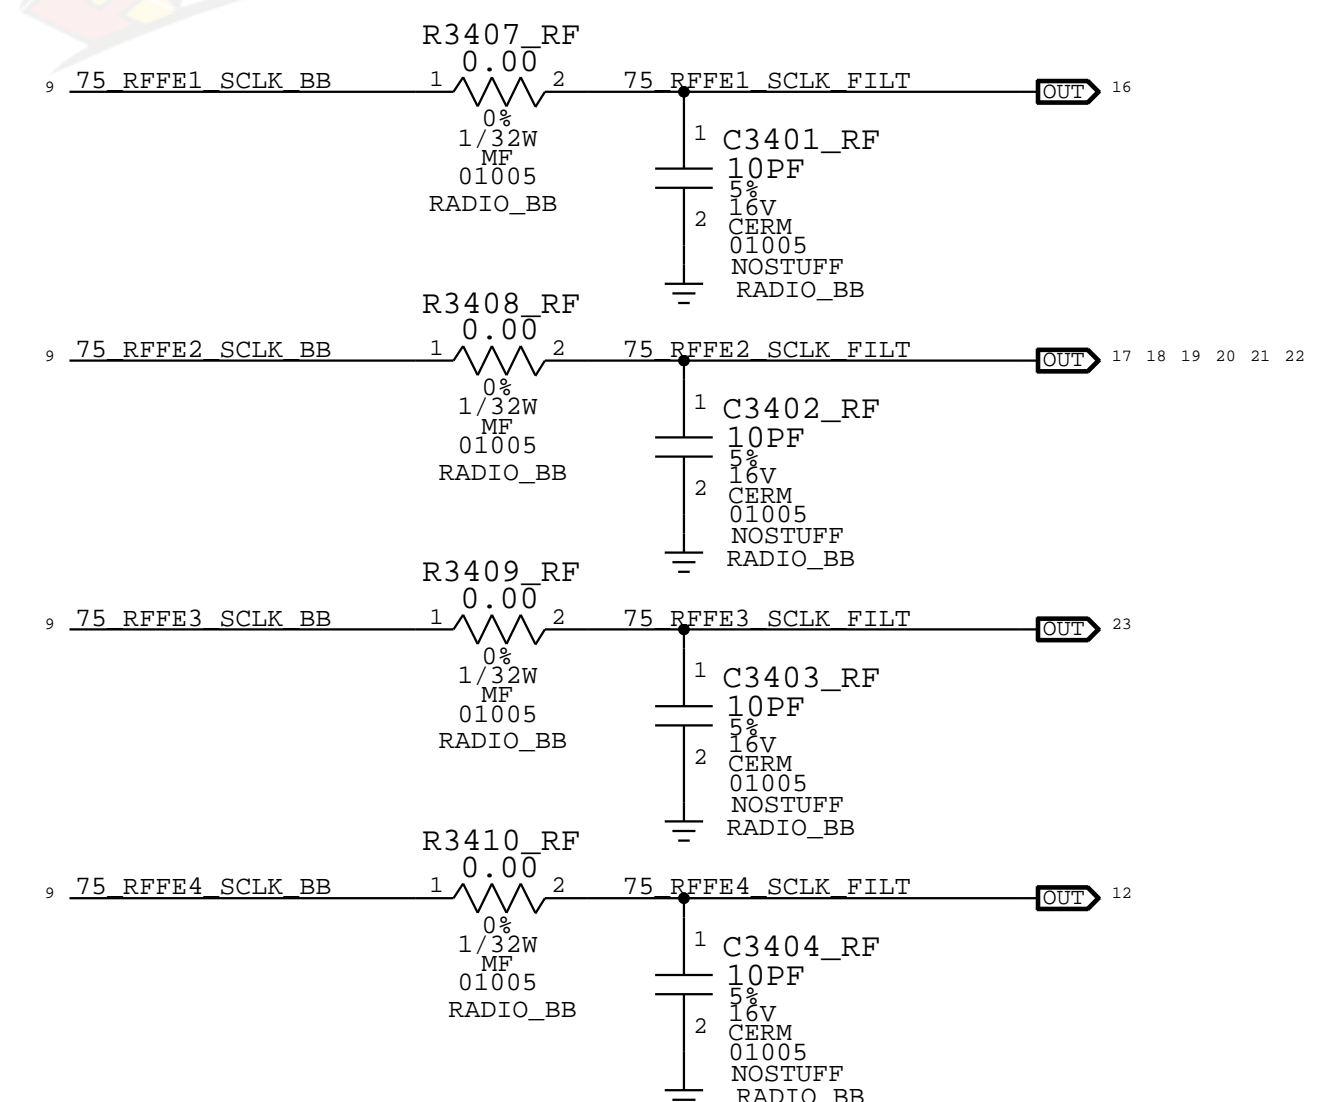 R3407_RF
0.00
9 75_RFFE1_SCLK_BB 1 2 75_RFFE1_SCLK_FILT OUT 16
0%
1/32W
MF
01005
RADIO_BB
1 C3401_RF
10PF
5%
16V
2 CERM
01005
NOSTUFF
RADIO_BB
R3408_RF
0.00
9 75_RFFE2_SCLK_BB 1 2 75_RFFE2_SCLK_FILT OUT 17 18 19 20 21 22
0%
1/32W
MF
01005
RADIO_BB
1 C3402_RF
10PF
5%
16V
2 CERM
01005
NOSTUFF
RADIO_BB
R3409_RF
0.00
9 75_RFFE3_SCLK_BB 1 2 75_RFFE3_SCLK_FILT OUT 23
0%
1/32W
MF
01005
RADIO_BB
1 C3403_RF
10PF
5%
16V
2 CERM
01005
NOSTUFF
RADIO_BB
R3410_RF
0.00
9 75_RFFE4_SCLK_BB 1 2 75_RFFE4_SCLK_FILT OUT 12
0%
1/32W
MF
01005
RADIO_BB
1 C3404_RF
10PF
5%
16V
2 CERM
01005
NOSTUFF
RADIO_BB